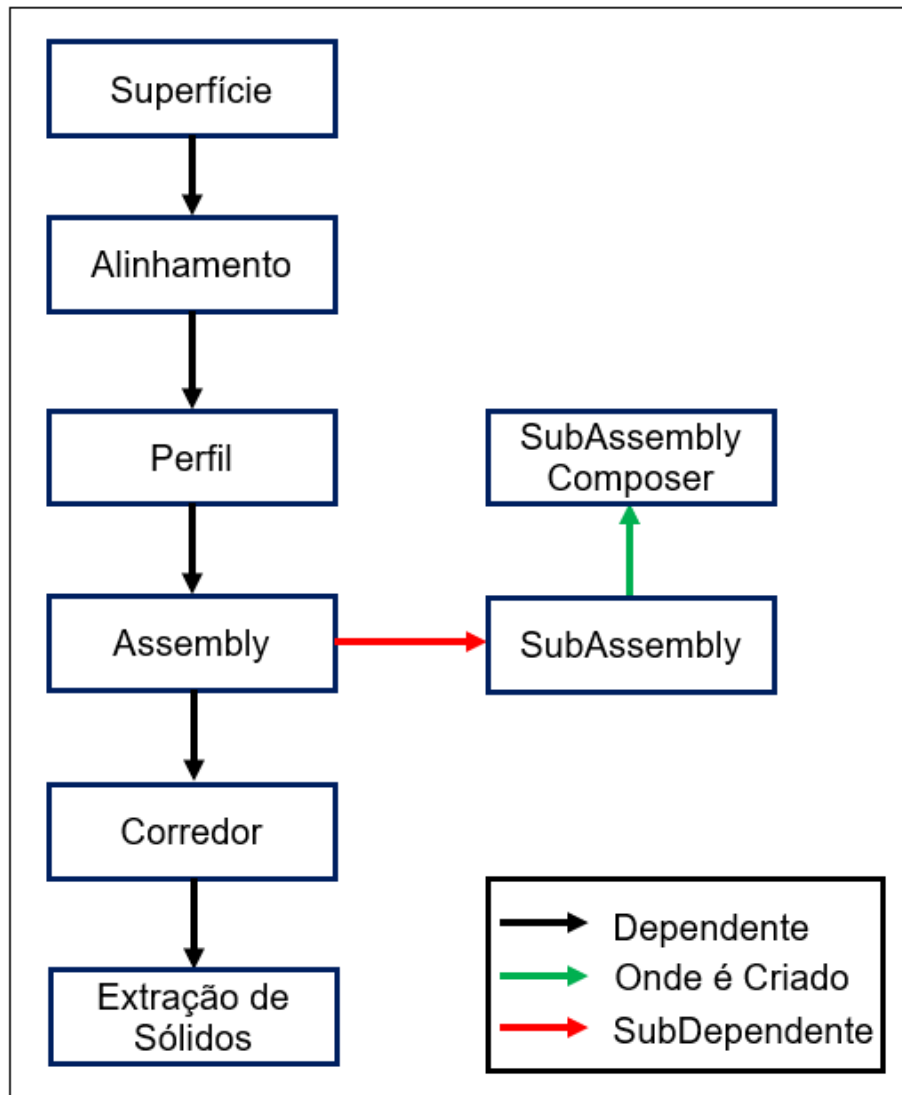 Superfície
Alinhamento
Perfil
SubAssembly
Composer
Assembly
SubAssembly
Corredor
Extração de
Sólidos
Dependente
Onde é Criado
SubDependente